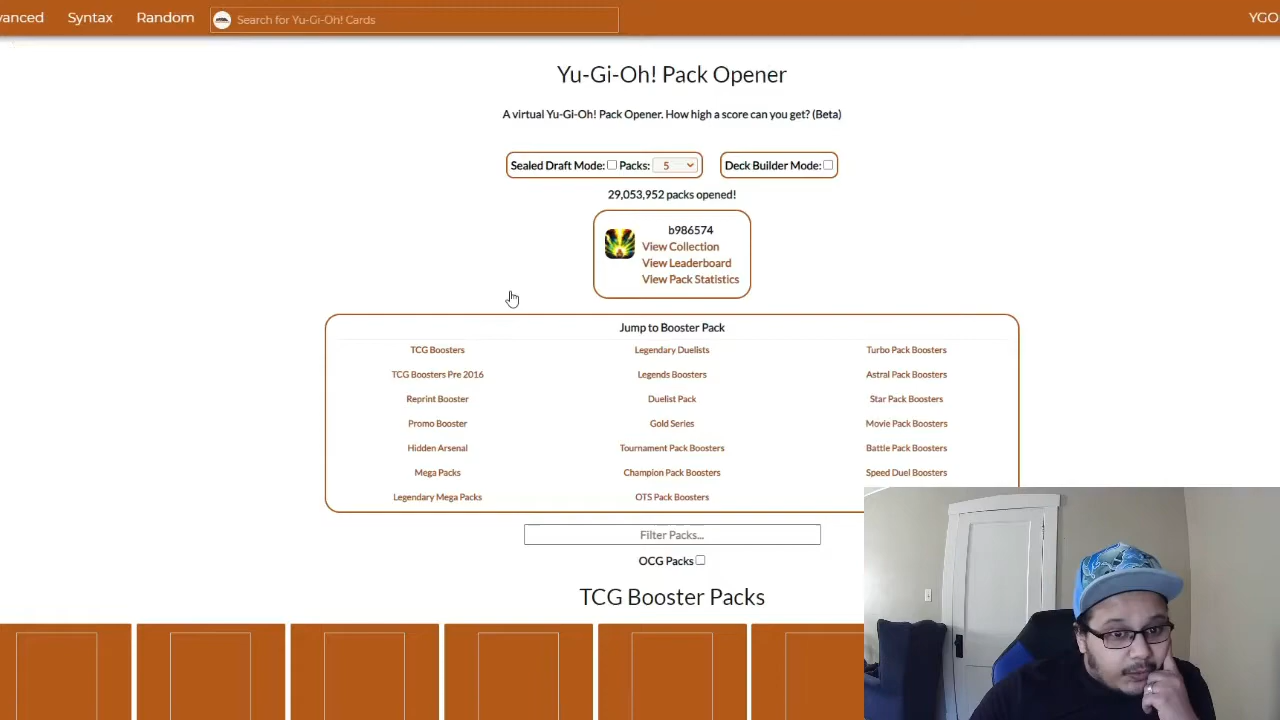 vanced Syntax Random Search for Yu-Gi-Oh! Cards YGO
Yu-Gi-Oh! Pack Opener
A virtual Yu-Gi-Oh! Pack Opener. How high a score can you get? (Beta)
Sealed Draft Mode: Packs: 5 Deck Builder Mode:
29,053,952 packs opened!
b986574
View Collection
View Leaderboard
View Pack Statistics
Jump to Booster Pack
TCG Boosters Legendary Duelists Turbo Pack Boosters
TCG Boosters Pre 2016 Legends Boosters Astral Pack Boosters
Reprint Booster Duelist Pack Star Pack Boosters
Promo Booster Gold Series Movie Pack Boosters
Hidden Arsenal Tournament Pack Boosters Battle Pack Boosters
Mega Packs Champion Pack Boosters Speed Duel Boosters
Legendary Mega Packs OTS Pack Boosters
Filter Packs...
OCG Packs
TCG Booster Packs